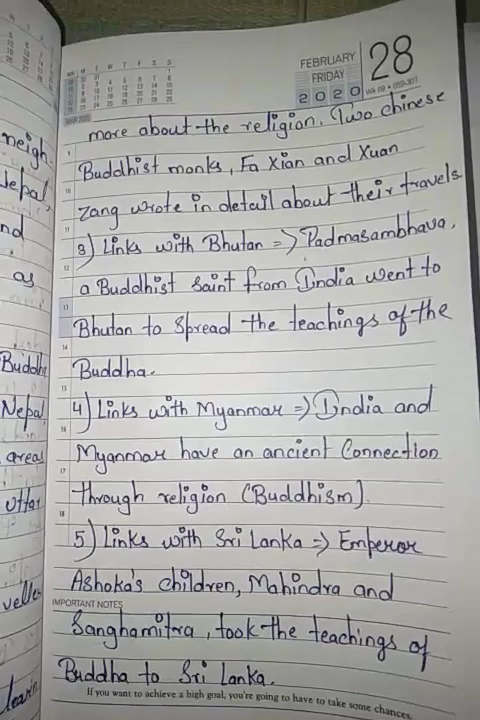 FEBRUARY
FRIDAY
28
2020
MAR 2020
more about the religion. Two chinese
Buddhist monks, Fa Xian and Xuan
zang wrote in detail about their travels
3) Links with Bhutan => Padmasambhava,
a Buddhist saint from India went to
Bhutan to spread the teachings of the
Buddha.
4) Links with Myanmar => India and
Myanmar have an ancient Connection
through religion (Buddhism).
5) Links with Sri Lanka => Emperor
Ashoka's children, Mahindra and
IMPORTANT NOTES
Sanghamitra, took the teachings of
Buddha to Sri Lanka.
If you want to achieve a high goal, you're going to have to take some chances.